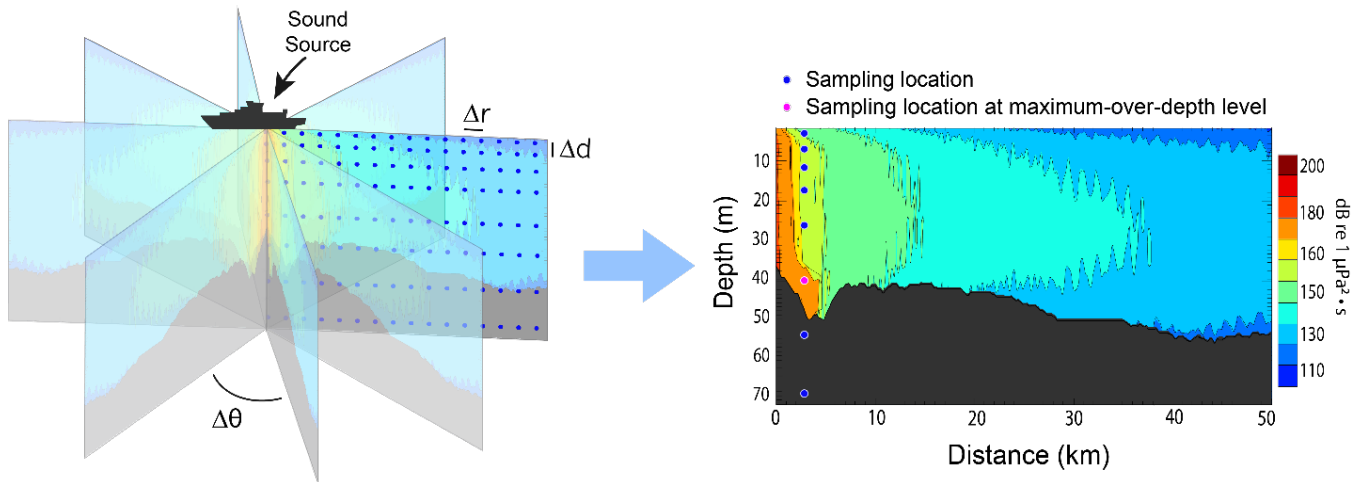 Sound
Source
Δr
Δd
Δθ
Sampling location
Sampling location at maximum-over-depth level
Depth (m)
10
20
30
40
50
60
70
0
10
20
30
40
50
Distance (km)
200
180
160
150
130
110
dB re 1 µPa² • s